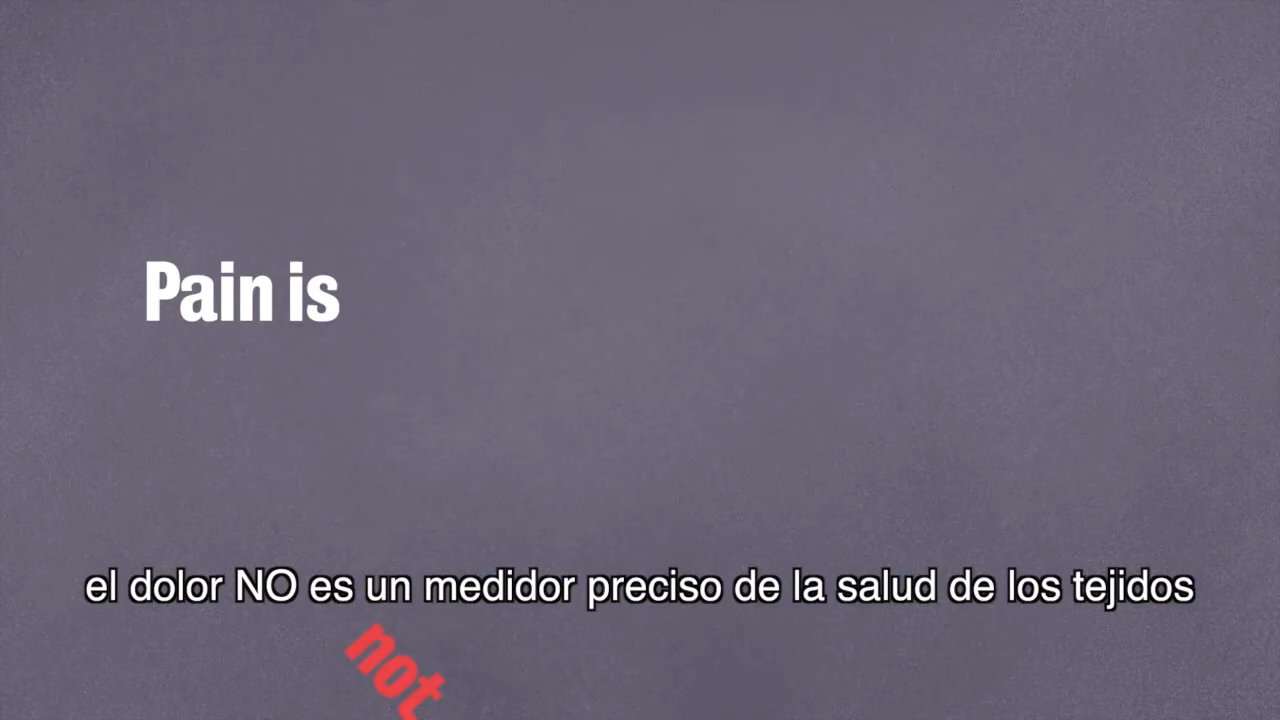 Pain is
el dolor NO es un medidor preciso de la salud de los tejidos
not